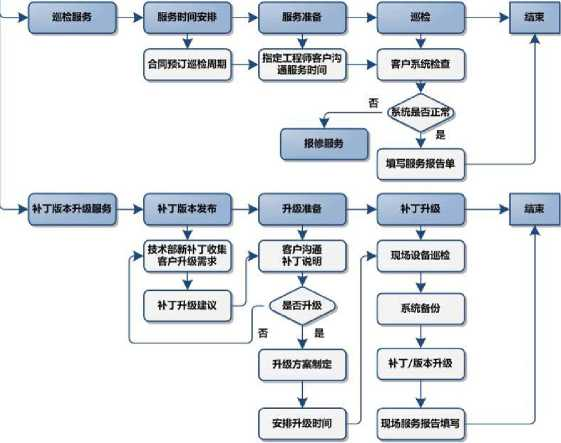 巡检服务
服务时间安排
服务准备
巡检
结束
合同预订巡检周期
指定工程师客户沟
通服务时间
客户系统检查
否
系统是否正常
是
报修服务
填写服务报告单
补丁版本升级服务
补丁版本发布
升级准备
补丁升级
结束
技术部新补丁收集
客户升级需求
客户沟通
补丁说明
现场设备巡检
补丁升级建议
是否升级
系统备份
否
是
升级方案制定
补丁/版本升级
安排升级时间
现场服务报告填写